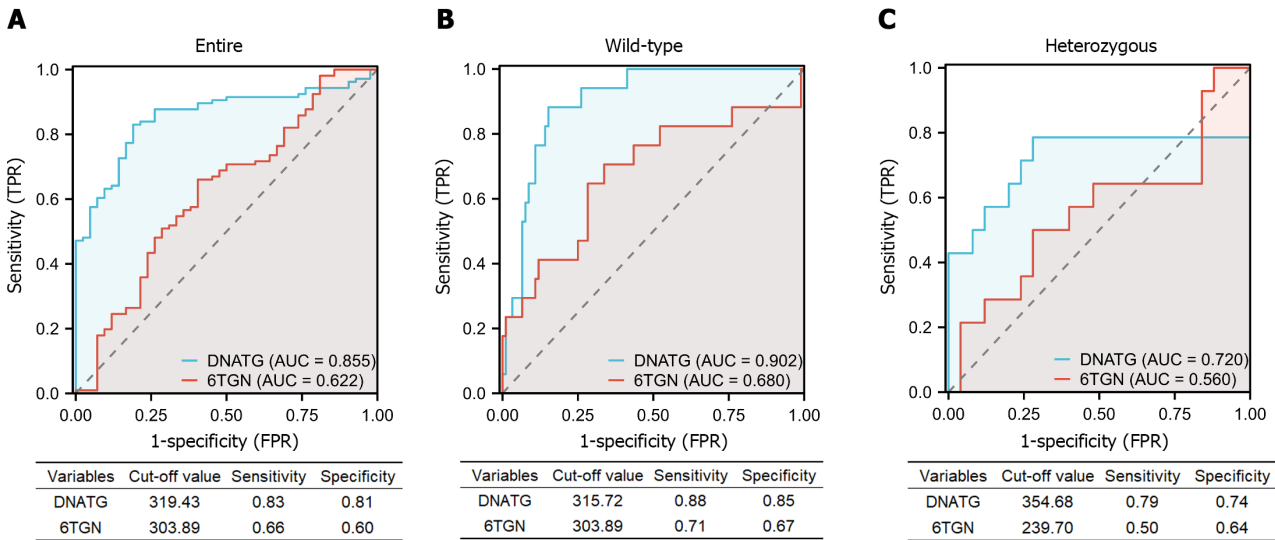 A
Entire
1.0
0.8
0.6
0.4
0.2
0.0
Sensitivity (TPR)
DNATG (AUC = 0.855)
6TGN (AUC = 0.622)
0.00 0.25 0.50 0.75 1.00
1-specificity (FPR)
Variables Cut-off value Sensitivity Specificity
DNATG 319.43 0.83 0.81
6TGN 303.89 0.66 0.60
B
Wild-type
1.0
0.8
0.6
0.4
0.2
0.0
Sensitivity (TPR)
DNATG (AUC = 0.902)
6TGN (AUC = 0.680)
0.00 0.25 0.50 0.75 1.00
1-specificity (FPR)
Variables Cut-off value Sensitivity Specificity
DNATG 315.72 0.88 0.85
6TGN 303.89 0.71 0.67
C
Heterozygous
1.0
0.8
0.6
0.4
0.2
0.0
Sensitivity (TPR)
DNATG (AUC = 0.720)
6TGN (AUC = 0.560)
0.00 0.25 0.50 0.75 1.00
1-specificity (FPR)
Variables Cut-off value Sensitivity Specificity
DNATG 354.68 0.79 0.74
6TGN 239.70 0.50 0.64